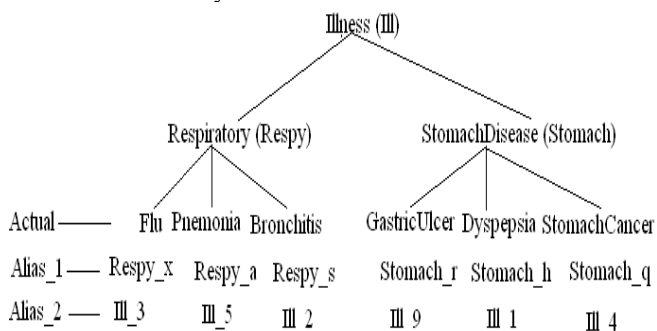 Illness (Ill)
Respiratory (Respy) StomachDisease (Stomach)
Actual Flu Pnemonia Bronchitis GastricUlcer Dyspepsia StomachCancer
Alias_1 Respy_x Respy_a Respy_s Stomach_r Stomach_h Stomach_q
Alias_2 Ill_3 Ill_5 Ill_2 Ill_9 Ill_1 Ill_4